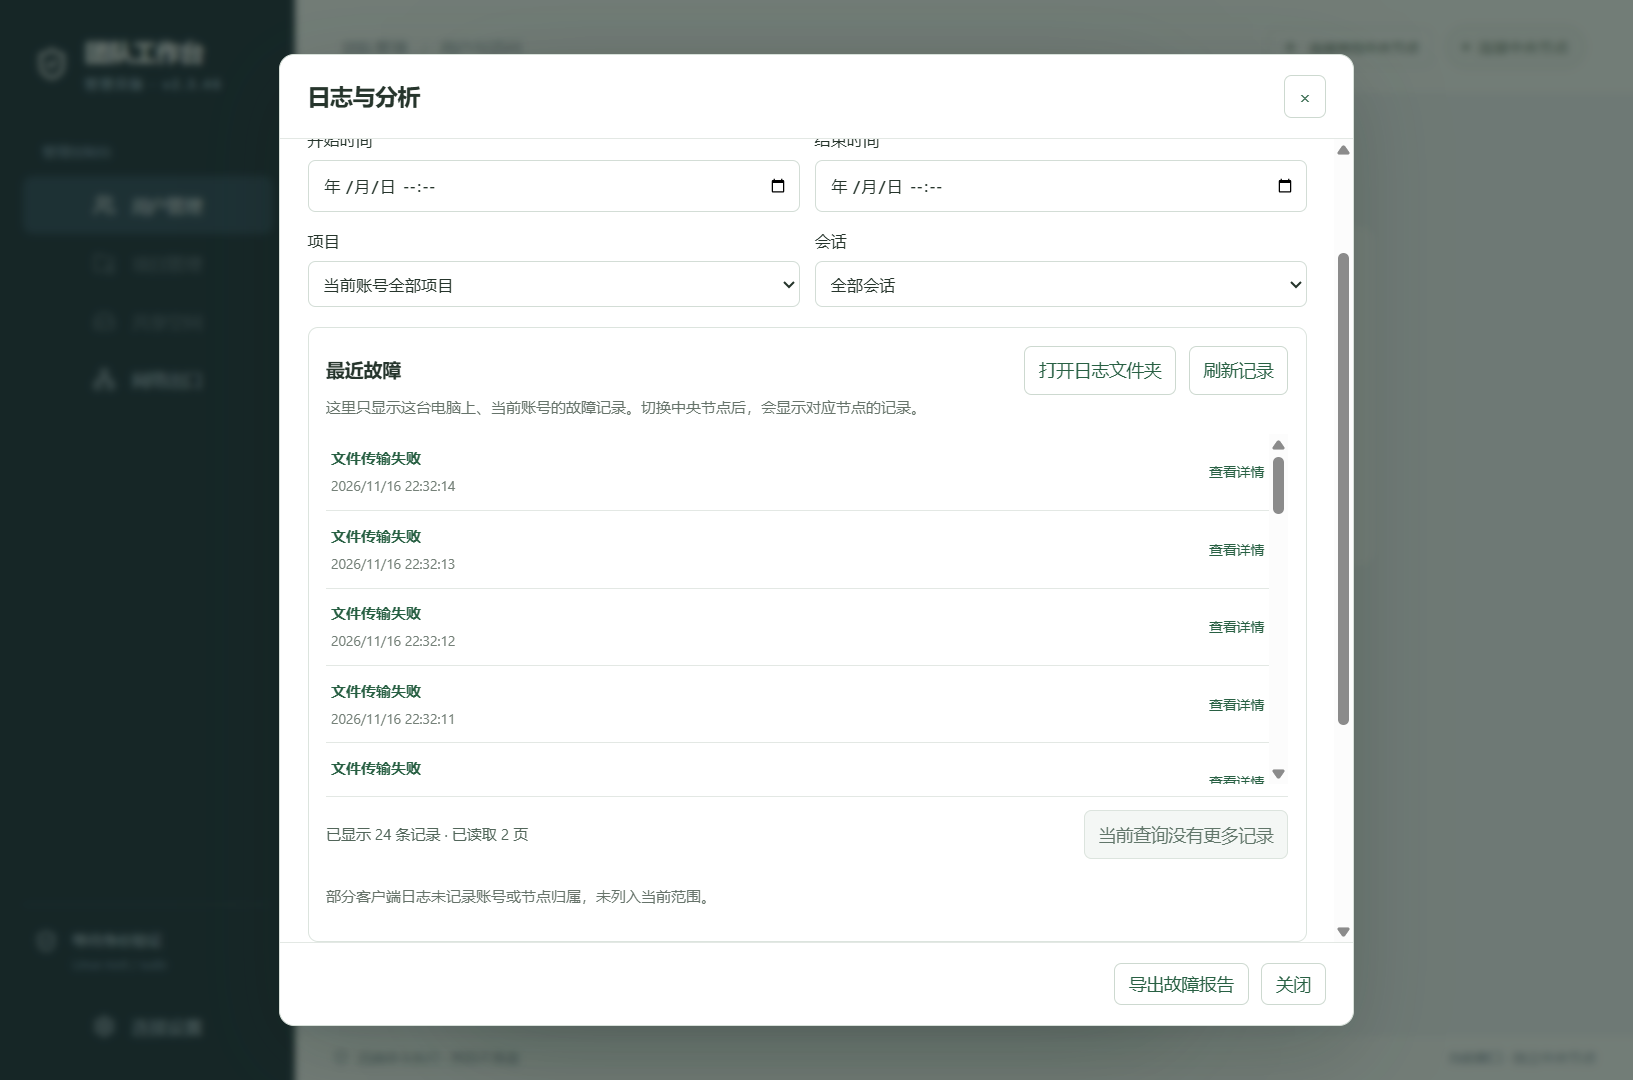 日志与分析
×
开始时间
结束时间
年 /月/日 --:--
年 /月/日 --:--
项目
会话
当前账号全部项目
全部会话
最近故障
打开日志文件夹
刷新记录
这里只显示这台电脑上、当前账号的故障记录。切换中央节点后，会显示对应节点的记录。
文件传输失败
2026/11/16 22:32:14
查看详情
文件传输失败
2026/11/16 22:32:13
查看详情
文件传输失败
2026/11/16 22:32:12
查看详情
文件传输失败
2026/11/16 22:32:11
查看详情
文件传输失败
查看详情
已显示 24 条记录 · 已读取 2 页
当前查询没有更多记录
部分客户端日志未记录账号或节点归属，未列入当前范围。
导出故障报告
关闭
团队工作台